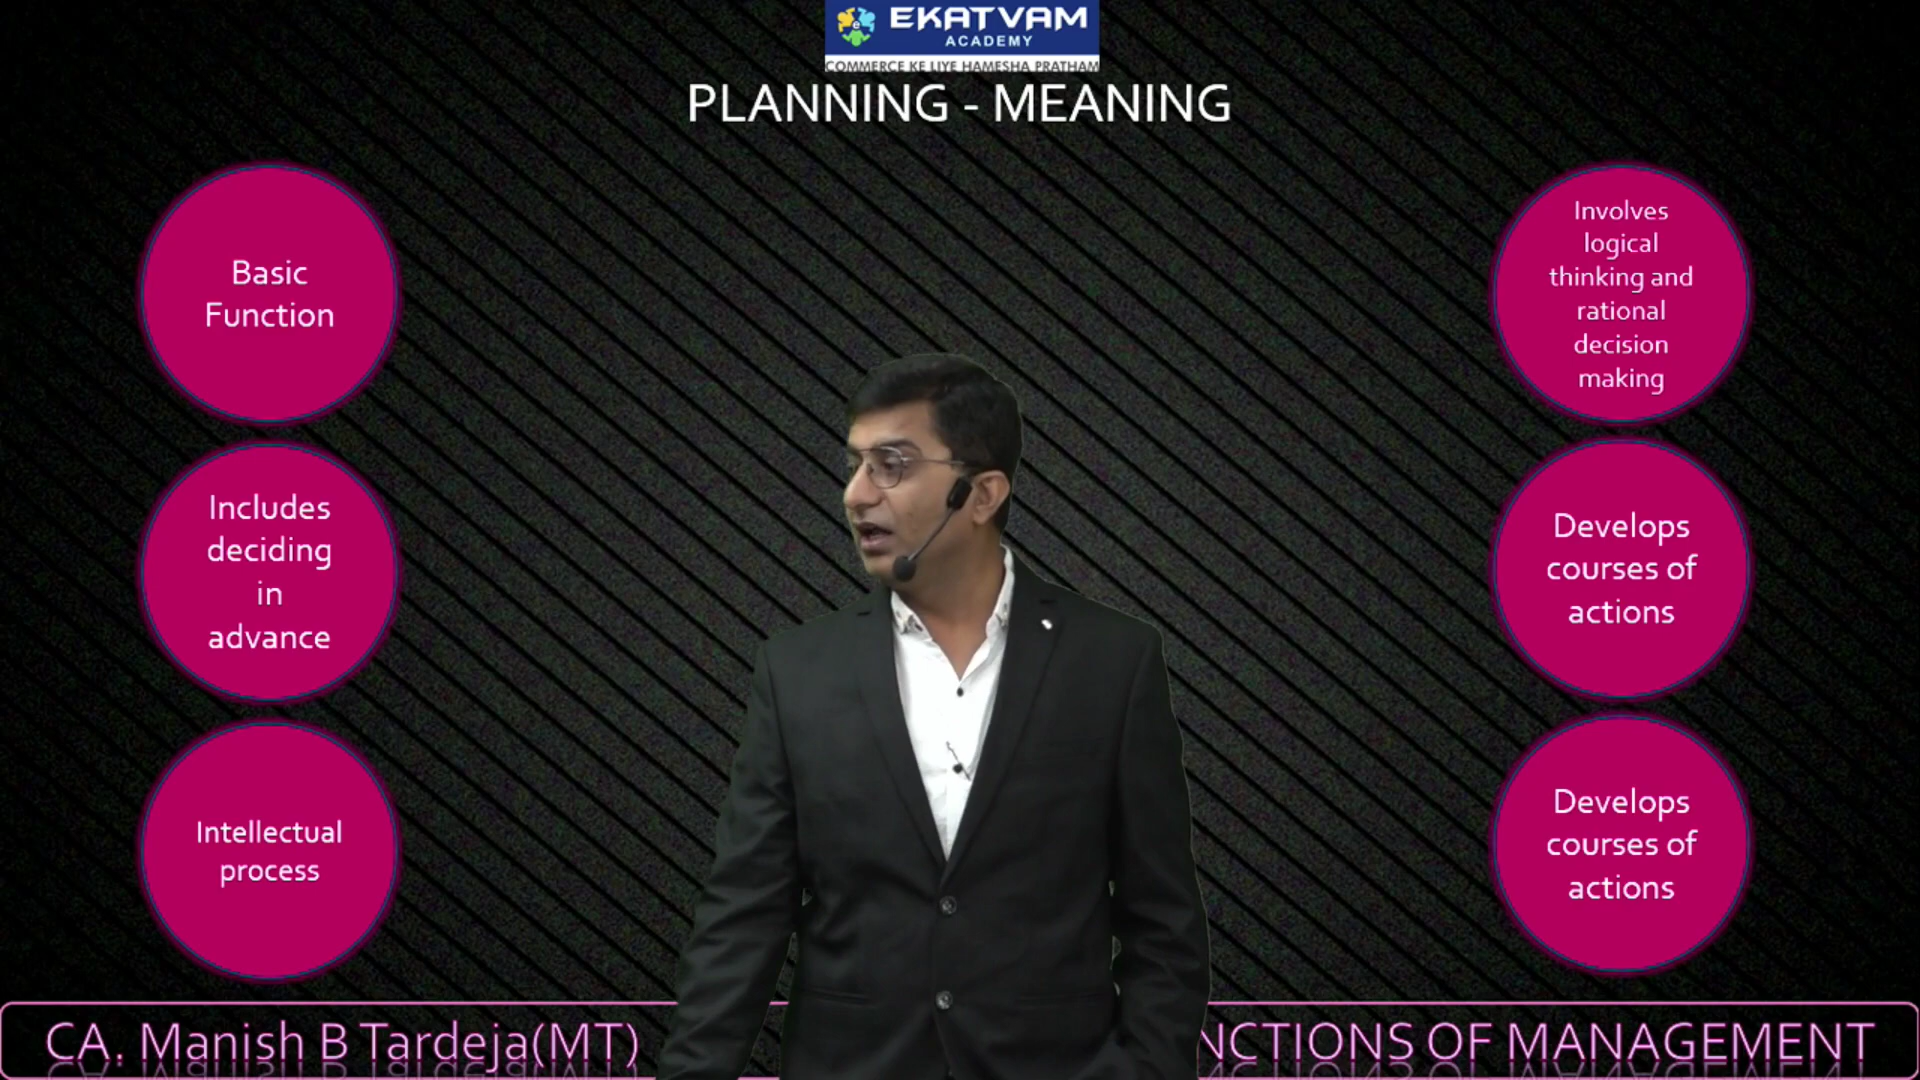 EKATVAM
ACADEMY
COMMERCE KE LIYE HAMESHA PRATHAM
PLANNING - MEANING
Basic
Function
Includes
deciding
in
advance
Intellectual
process
Involves
logical
thinking and
rational
decision
making
Develops
courses of
actions
Develops
courses of
actions
CA. Manish B Tardeja(MT)
NCTIONS OF MANAGEMENT